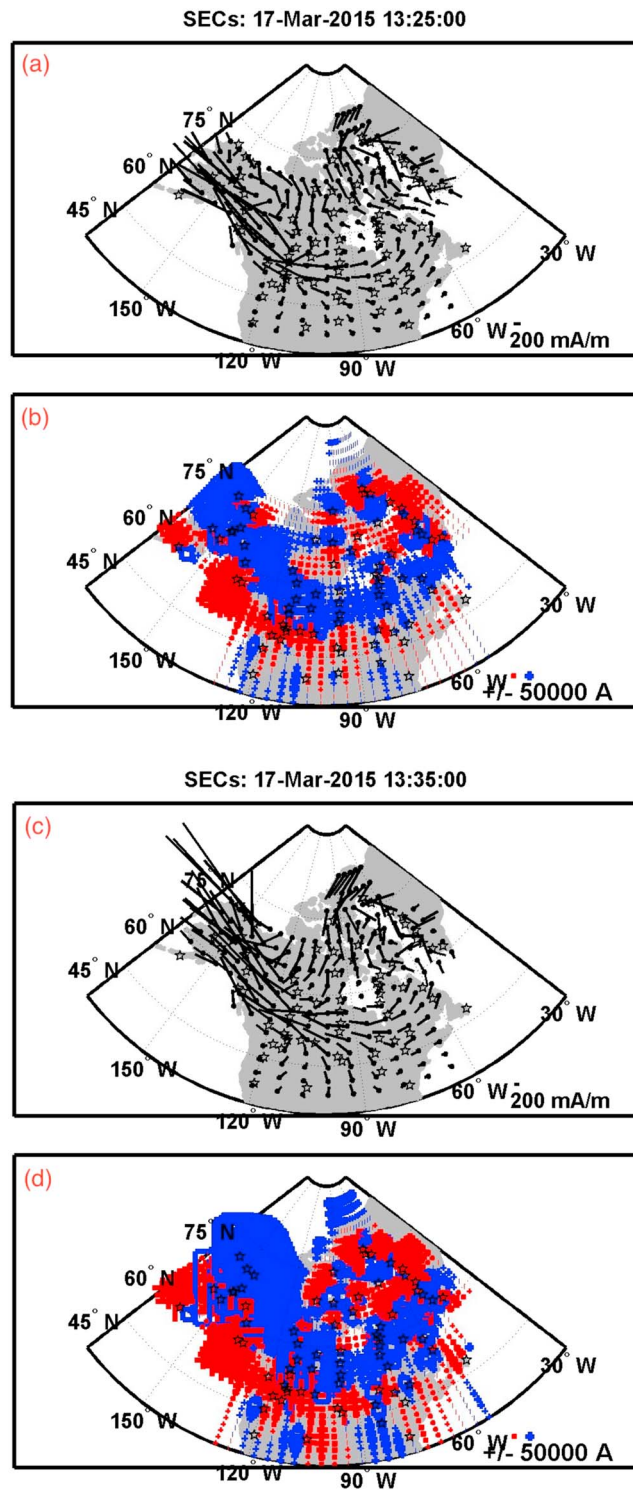 SECs: 17-Mar-2015 13:25:00
(a)
75° N
60° N
45° N
150° W
120° W
90° W
60° W
30° W
200 mA/m
(b)
75° N
60° N
45° N
150° W
120° W
90° W
60° W
30° W
+/- 50000 A
SECs: 17-Mar-2015 13:35:00
(c)
75° N
60° N
45° N
150° W
120° W
90° W
60° W
30° W
200 mA/m
(d)
75° N
60° N
45° N
150° W
120° W
90° W
60° W
30° W
+/- 50000 A